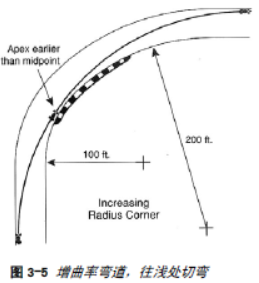 Apex earlier
than midpoint
100 ft.
200 ft.
Increasing
Radius Corner
图 3-5 增曲率弯道，往浅处切弯